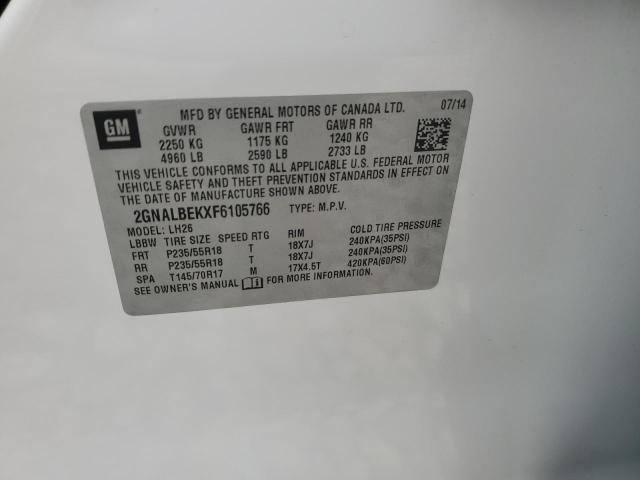 GM
MFD BY GENERAL MOTORS OF CANADA LTD. 07/14
GVWR GAWR FRT GAWR RR
2250 KG 1175 KG 1240 KG
4960 LB 2590 LB 2733 LB
THIS VEHICLE CONFORMS TO ALL APPLICABLE U.S. FEDERAL MOTOR
VEHICLE SAFETY AND THEFT PREVENTION STANDARDS IN EFFECT ON
THE DATE OF MANUFACTURE SHOWN ABOVE.
2GNALBEKXF6105766 TYPE: M.P.V.
MODEL: LH26
LBBW TIRE SIZE SPEED RTG RIM COLD TIRE PRESSURE
FRT P235/55R18 T 18X7J 240KPA(35PSI)
RR P235/55R18 T 18X7J 240KPA(35PSI)
SPA T145/70R17 M 17X4.5T 420KPA(60PSI)
SEE OWNER'S MANUAL FOR MORE INFORMATION.